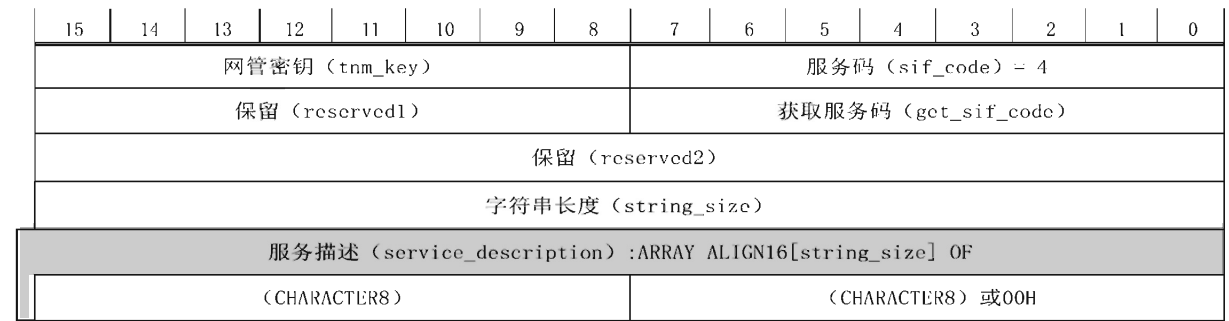 15 14 13 12 11 10 9 8 7 6 5 4 3 2 1 0
网管密钥（tnm_key） 服务码（sif_code）= 4
保留（reserved1） 获取服务码（get_sif_code）
保留（reserved2）
字符串长度（string_size）
服务描述（service_description）:ARRAY ALIGN16[string_size] OF
（CHARACTER8） （CHARACTER8）或00H